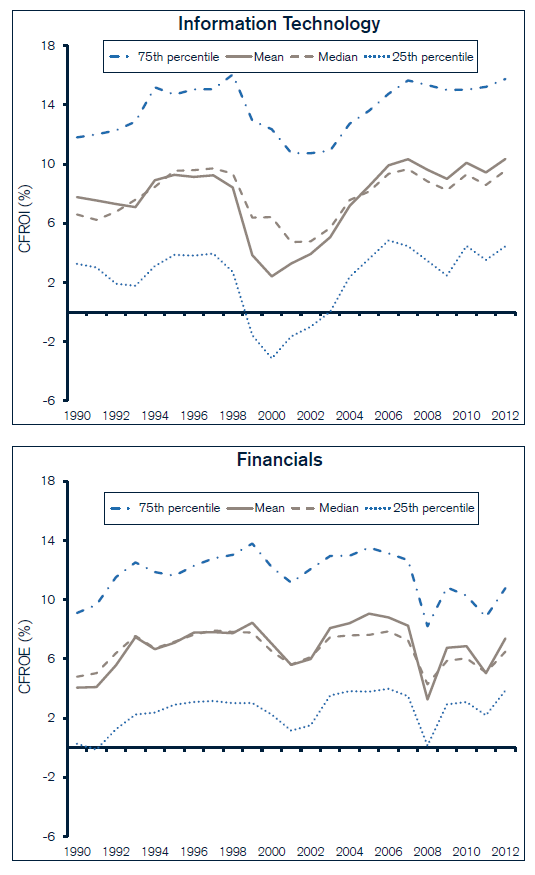 Information Technology
18
75th percentile Mean Median 25th percentile
14
10
6
2
-2
-6
CFROI (%)
1990 1992 1994 1996 1998 2000 2002 2004 2006 2008 2010 2012
Financials
18
75th percentile Mean Median 25th percentile
14
10
6
2
-2
-6
CFROE (%)
1990 1992 1994 1996 1998 2000 2002 2004 2006 2008 2010 2012